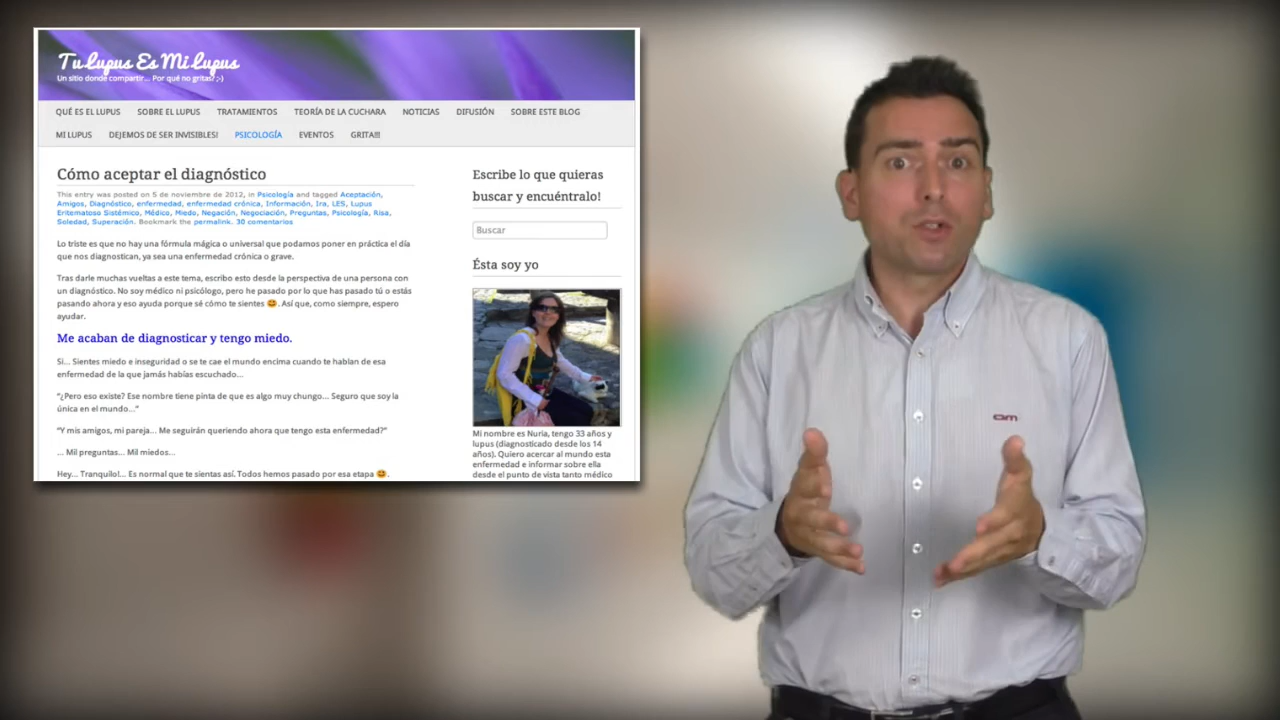 Tu Lupus Es Mi Lupus
Un sitio donde compartir... Por qué no gritas? ;-)
QUÉ ES EL LUPUS SOBRE EL LUPUS TRATAMIENTOS TEORÍA DE LA CUCHARA NOTICIAS DIFUSIÓN SOBRE ESTE BLOG
MI LUPUS DEJEMOS DE SER INVISIBLES! PSICOLOGÍA EVENTOS GRITA!!!
Cómo aceptar el diagnóstico
This entry was posted on 5 de noviembre de 2012, in Psicología and tagged Aceptación,
Amigos, Diagnóstico, enfermedad, enfermedad crónica, Información, Ira, LES, Lupus
Eritematoso Sistémico, Médico, Miedo, Negación, Negociación, Preguntas, Psicología, Risa,
Soledad, Superación. Bookmark the permalink. 30 comentarios
Lo triste es que no hay una fórmula mágica o universal que podamos poner en práctica el día
que nos diagnostican, ya sea una enfermedad crónica o grave.
Tras darle muchas vueltas a este tema, escribo esto desde la perspectiva de una persona con
un diagnóstico. No soy médico ni psicólogo, pero he pasado por lo que has pasado tú o estás
pasando ahora y eso ayuda porque sé cómo te sientes 😀. Así que, como siempre, espero
ayudar.
Me acaban de diagnosticar y tengo miedo.
Si... Sientes miedo e inseguridad o se te cae el mundo encima cuando te hablan de esa
enfermedad de la que jamás habías escuchado...
"¿Pero eso existe? Ese nombre tiene pinta de que es algo muy chungo... Seguro que soy la
única en el mundo..."
"Y mis amigos, mi pareja... Me seguirán queriendo ahora que tengo esta enfermedad?"
... Mil preguntas... Mil miedos...
Hey... Tranquilo!... Es normal que te sientas así. Todos hemos pasado por esa etapa 😀.
Escribe lo que quieras
buscar y encuéntralo!
Buscar
Ésta soy yo
Mi nombre es Nuria, tengo 33 años y
lupus (diagnosticado desde los 14
años). Quiero acercar al mundo esta
enfermedad e informar sobre ella
desde el punto de vista tanto médico
am